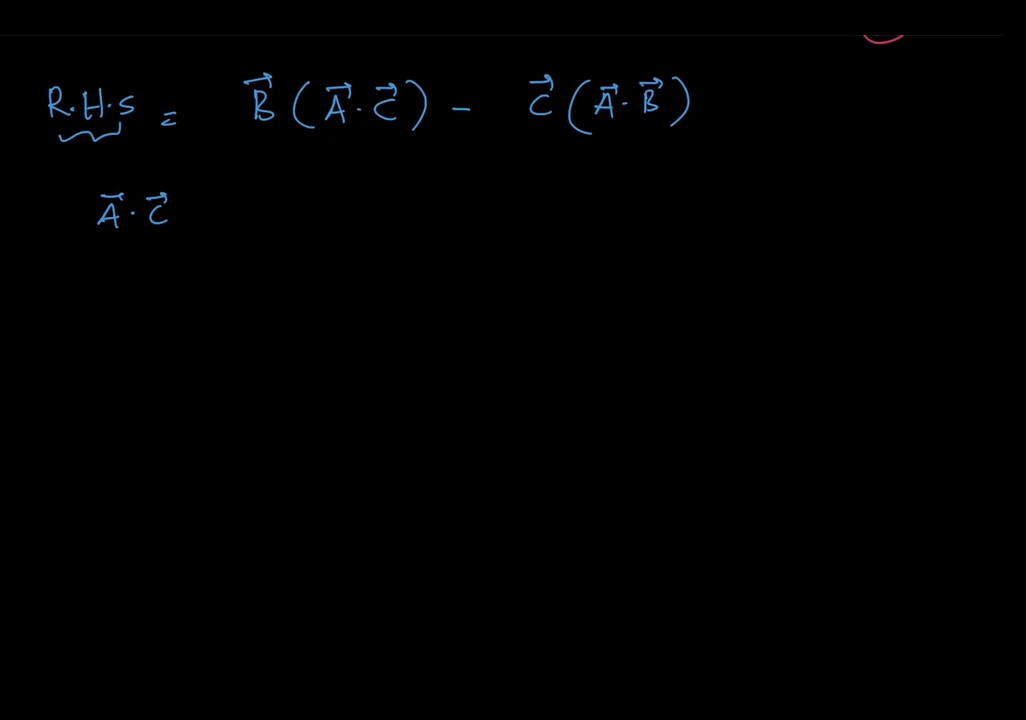 R.H.S = B⃗ (A⃗ · C⃗) − C⃗ (A⃗ · B⃗)
A⃗ · C⃗